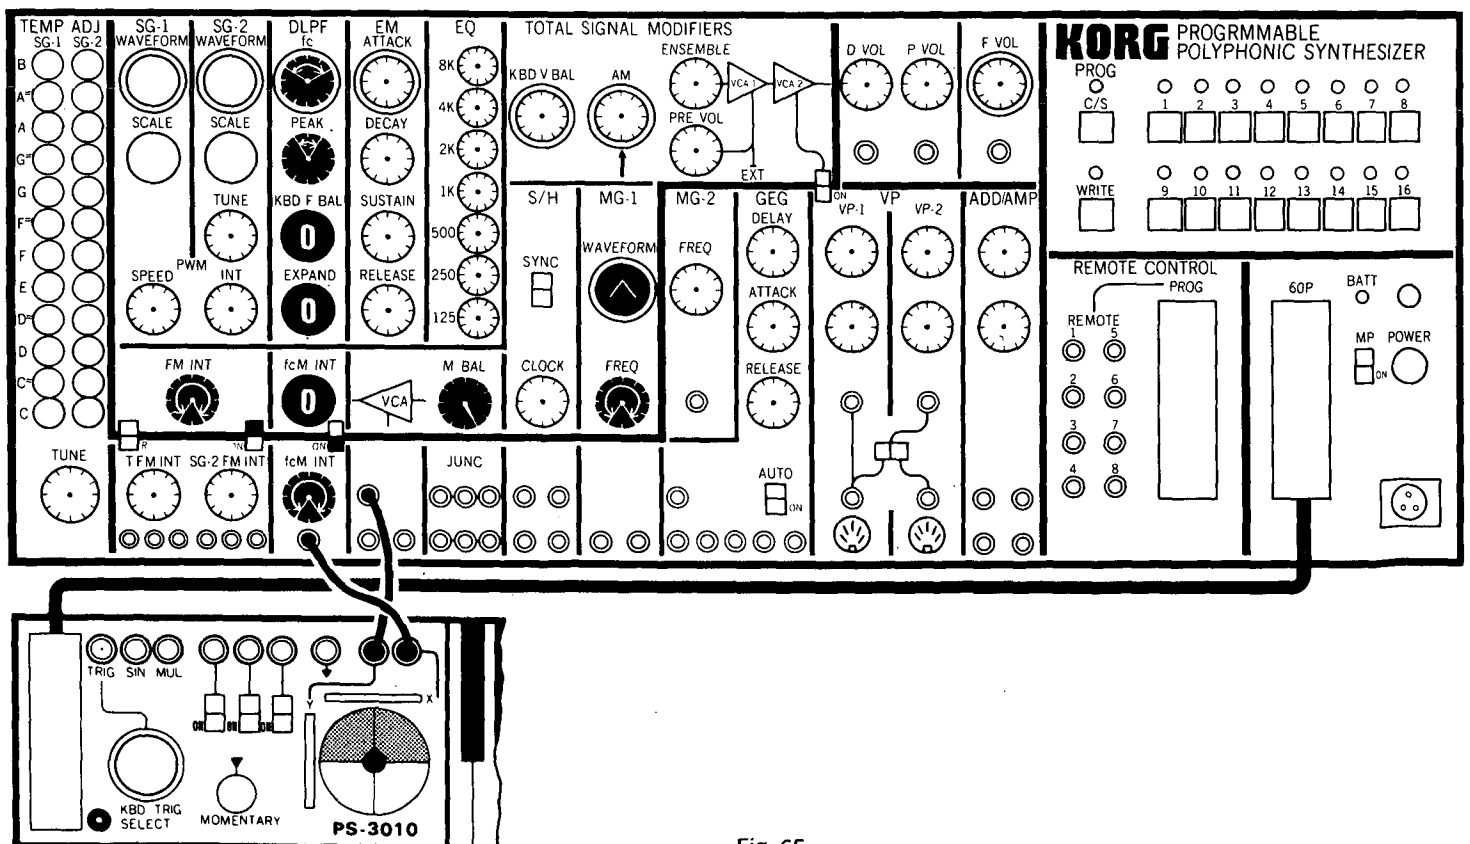 TEMP ADJ
SG-1 SG-2
B
A#
A
G#
G
F#
F
E
D#
D
C#
C
TUNE
SG-1
WAVEFORM
SCALE
SPEED
PWM
SG-2
WAVEFORM
SCALE
TUNE
INT
FM INT
R
ON
T FM INT
SG-2 FM INT
DLPF
fc
PEAK
KBD F BAL
0
EXPAND
0
fcM INT
0
ON
fcM INT
EM
ATTACK
DECAY
SUSTAIN
RELEASE
VCA
M BAL
EQ
8K
4K
2K
1K
500
250
125
JUNC
TOTAL SIGNAL MODIFIERS
KBD V BAL
AM
ENSEMBLE
VCA 1
VCA 2
PRE VOL
EXT
ON
S/H
SYNC
CLOCK
MG-1
WAVEFORM
FREQ
MG-2
FREQ
GEG
DELAY
ATTACK
RELEASE
AUTO
ON
D VOL
P VOL
F VOL
VP
VP-1
VP-2
ADD/AMP
KORG PROGRMMABLE
POLYPHONIC SYNTHESIZER
PROG
C/S
1 2 3 4 5 6 7 8
WRITE
9 10 11 12 13 14 15 16
REMOTE CONTROL
PROG
REMOTE
1 5
2 6
3 7
4 8
60P
BATT
MP
ON
POWER
TRIG SIN MUL
ON ON ON
Y
X
KBD TRIG
SELECT
MOMENTARY
PS-3010
Fig. 65